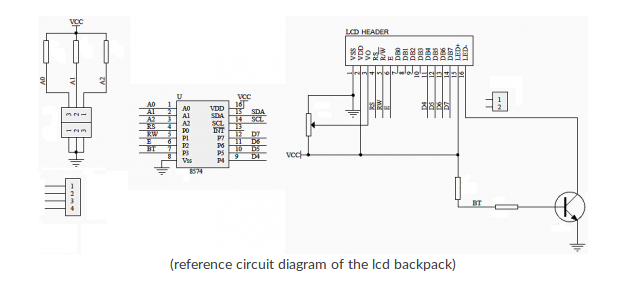 VCC
A0
A1
A2
3 2 1
1 2 3
1
2
3
4
U
VCC
A0 1 A0 VDD 16
A1 2 A1 SDA 15 SDA
A2 3 A2 SCL 14 SCL
RS 4 P0 INT 13
RW 5 P1 P7 12 D7
E 6 P2 P6 11 D6
BT 7 P3 P5 10 D5
8 Vss P4 9 D4
8574
LCD HEADER
VSS VDD VO RS R/W E DB0 DB1 DB2 DB3 DB4 DB5 DB6 DB7 LED+ LED-
1 2 3 4 5 6 7 8 9 10 11 12 13 14 15 16
RS RW E D4 D5 D6 D7
1
2
VCC
BT
(reference circuit diagram of the lcd backpack)